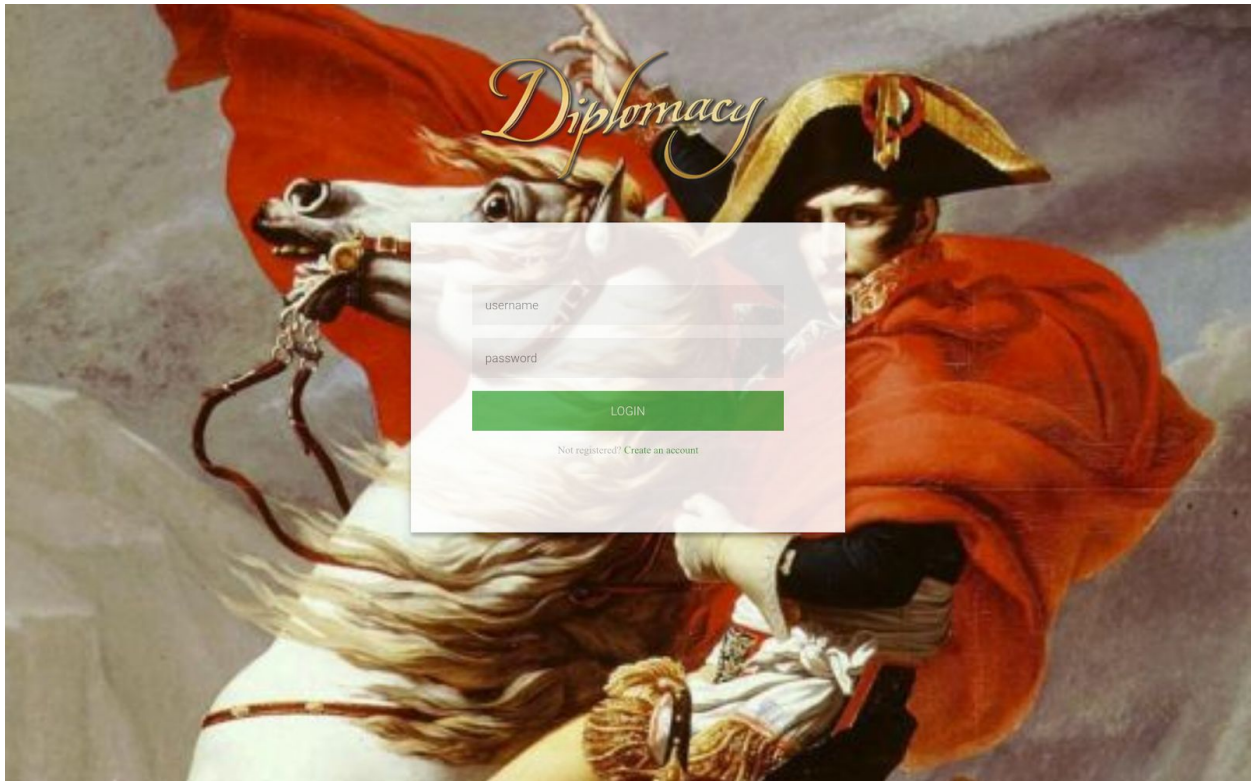 Diplomacy
username
password
LOGIN
Not registered? Create an account